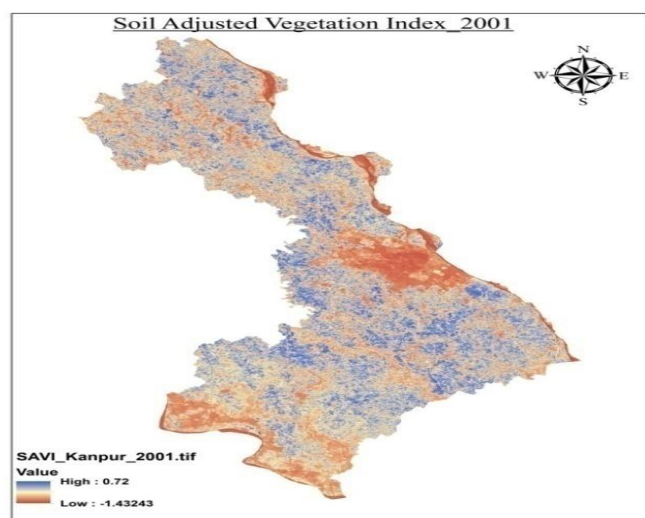 Soil Adjusted Vegetation Index_2001
N
W E
S
SAVI_Kanpur_2001.tif
Value
High : 0.72
Low : -1.43243